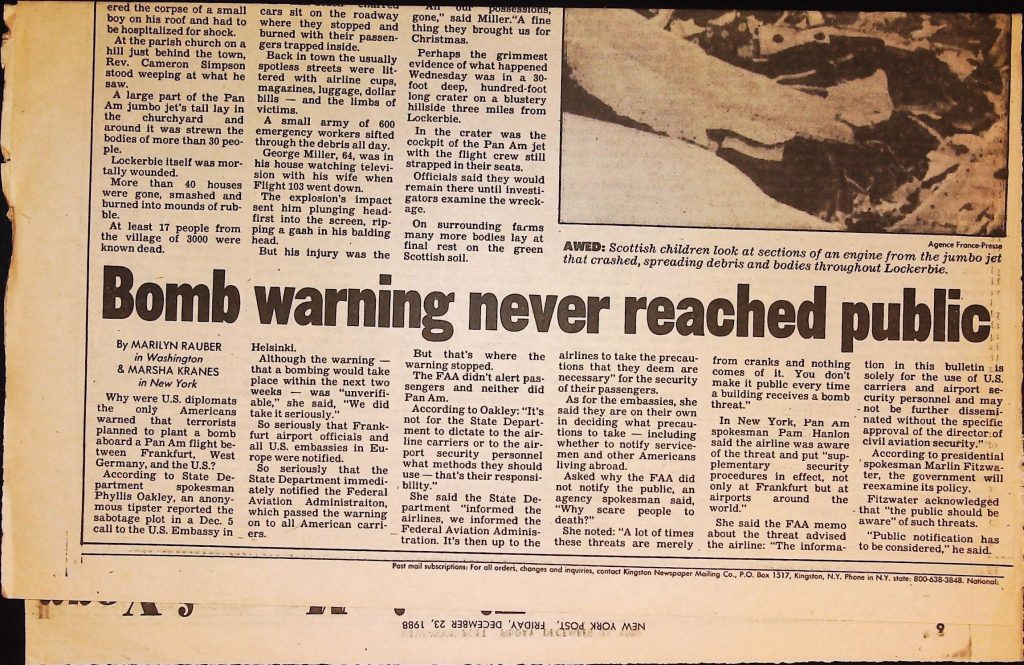 ered the corpse of a small
boy on his roof and had to
be hospitalized for shock.
At the parish church on a
hill just behind the town,
Rev. Cameron Simpson
stood weeping at what he
saw.
A large part of the Pan
Am jumbo jet's tail lay in
the churchyard and
around it was strewn the
bodies of more than 30 peo-
ple.
Lockerbie itself was mor-
tally wounded.
More than 40 houses
were gone, smashed and
burned into mounds of rub-
ble.
At least 17 people from
the village of 3000 were
known dead.
cars sit on the roadway
where they stopped and
burned with their passen-
gers trapped inside.
Back in town the usually
spotless streets were lit-
tered with airline cups,
magazines, luggage, dollar
bills — and the limbs of
victims.
A small army of 600
emergency workers sifted
through the debris all day.
George Miller, 64, was in
his house watching televi-
sion with his wife when
Flight 103 went down.
The explosion's impact
sent him plunging head-
first into the screen, rip-
ping a gash in his balding
head.
But his injury was the
possessions,
gone," said Miller. "A fine
thing they brought us for
Christmas.
Perhaps the grimmest
evidence of what happened
Wednesday was in a 30-
foot deep, hundred-foot
long crater on a blustery
hillside three miles from
Lockerbie.
In the crater was the
cockpit of the Pan Am jet
with the flight crew still
strapped in their seats.
Officials said they would
remain there until investi-
gators examine the wreck-
age.
On surrounding farms
many more bodies lay at
final rest on the green
Scottish soil.
Agence France-Presse
AWED: Scottish children look at sections of an engine from the jumbo jet
that crashed, spreading debris and bodies throughout Lockerbie.
Bomb warning never reached public
By MARILYN RAUBER
in Washington
& MARSHA KRANES
in New York
Why were U.S. diplomats
the only Americans
warned that terrorists
planned to plant a bomb
aboard a Pan Am flight be-
tween Frankfurt, West
Germany, and the U.S.?
According to State De-
partment spokesman
Phyllis Oakley, an anony-
mous tipster reported the
sabotage plot in a Dec. 5
call to the U.S. Embassy in
Helsinki.
Although the warning —
that a bombing would take
place within the next two
weeks — was "unverifi-
able," she said, "We did
take it seriously."
So seriously that Frank-
furt airport officials and
all U.S. embassies in Eu-
rope were notified.
So seriously that the
State Department immedi-
ately notified the Federal
Aviation Administraiton,
which passed the warning
on to all American carri-
ers.
But that's where the
warning stopped.
The FAA didn't alert pas-
sengers and neither did
Pan Am.
According to Oakley: "It's
not for the State Depart-
ment to dictate to the air-
line carriers or to the air-
port security personnel
what methods they should
use — that's their responsi-
bility."
She said the State De-
partment "informed the
airlines, we informed the
Federal Aviation Adminis-
tration. It's then up to the
airlines to take the precau-
tions that they deem are
necessary" for the security
of their passengers.
As for the embassies, she
said they are on their own
in deciding what precau-
tions to take — including
whether to notify service-
men and other Americans
living abroad.
Asked why the FAA did
not notify the public, an
agency spokesman said,
"Why scare people to
death?"
She noted: "A lot of times
these threats are merely
from cranks and nothing
comes of it. You don't
make it public every time
a building receives a bomb
threat."
In New York, Pan Am
spokesman Pam Hanlon
said the airline was aware
of the threat and put "sup-
plementary security
procedures in effect, not
only at Frankfurt but at
airports around the
world."
She said the FAA memo
about the threat advised
the airline: "The informa-
tion in this bulletin is
solely for the use of U.S.
carriers and airport se-
curity personnel and may
not be further dissemi-
nated without the specific
approval of the director of
civil aviation security."
According to presidential
spokesman Marlin Fitzwa-
ter, the government will
reexamine its policy.
Fitzwater acknowledged
that "the public should be
aware" of such threats.
"Public notification has
to be considered," he said.
Post mail subscriptions: For all orders, changes and inquiries, contact Kingston Newspaper Mailing Co., P.O. Box 1517, Kingston, N.Y. Phone in N.Y. state: 800-638-3848. National:
NEW YORK POST, FRIDAY, DECEMBER 23, 1988
6